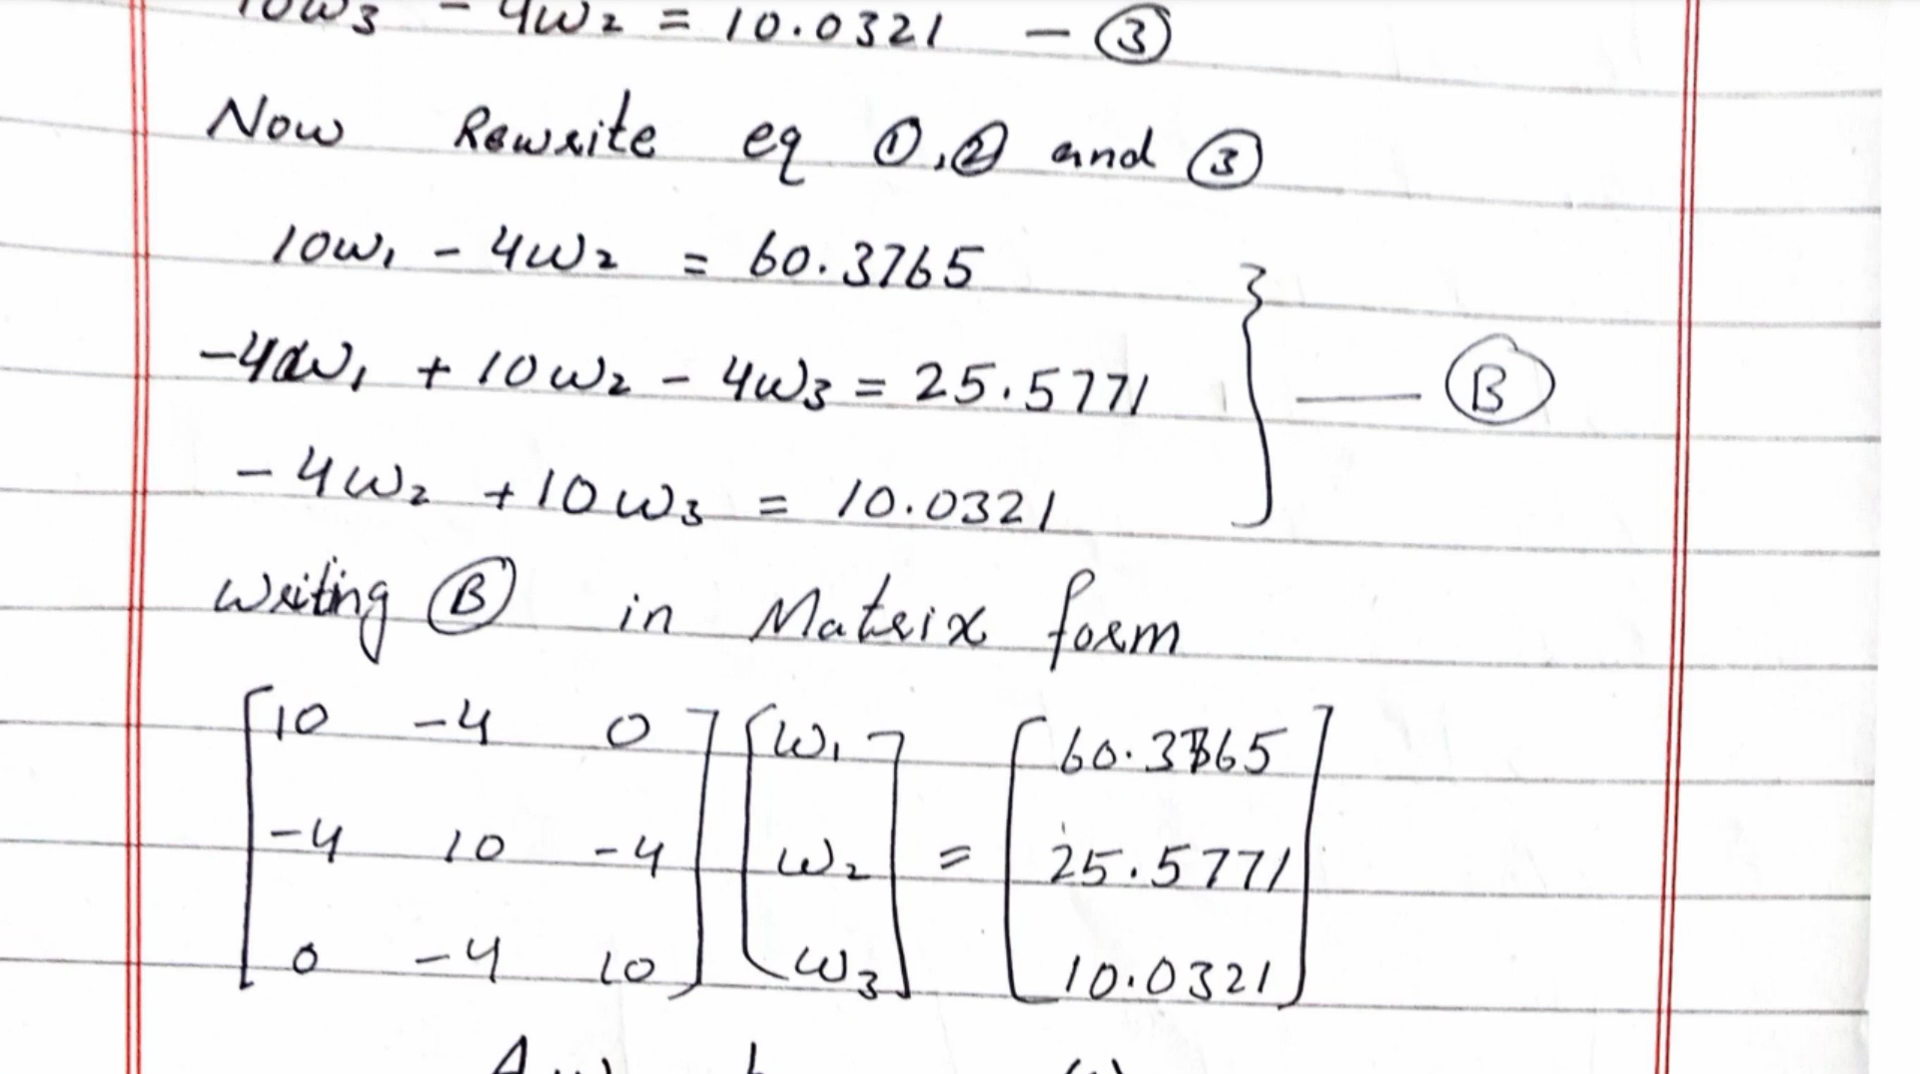 10w₃ - 4w₂ = 10.0321 - ③
Now Rewrite eq ①,② and ③
10w₁ - 4w₂ = 60.3765
-4w₁ + 10w₂ - 4w₃ = 25.5771 } — Ⓑ
-4w₂ + 10w₃ = 10.0321
Writing Ⓑ in Matrix form
[10 -4 0] [w₁] [60.3765]
[-4 10 -4] [w₂] = [25.5771]
[0 -4 10] [w₃] [10.0321]